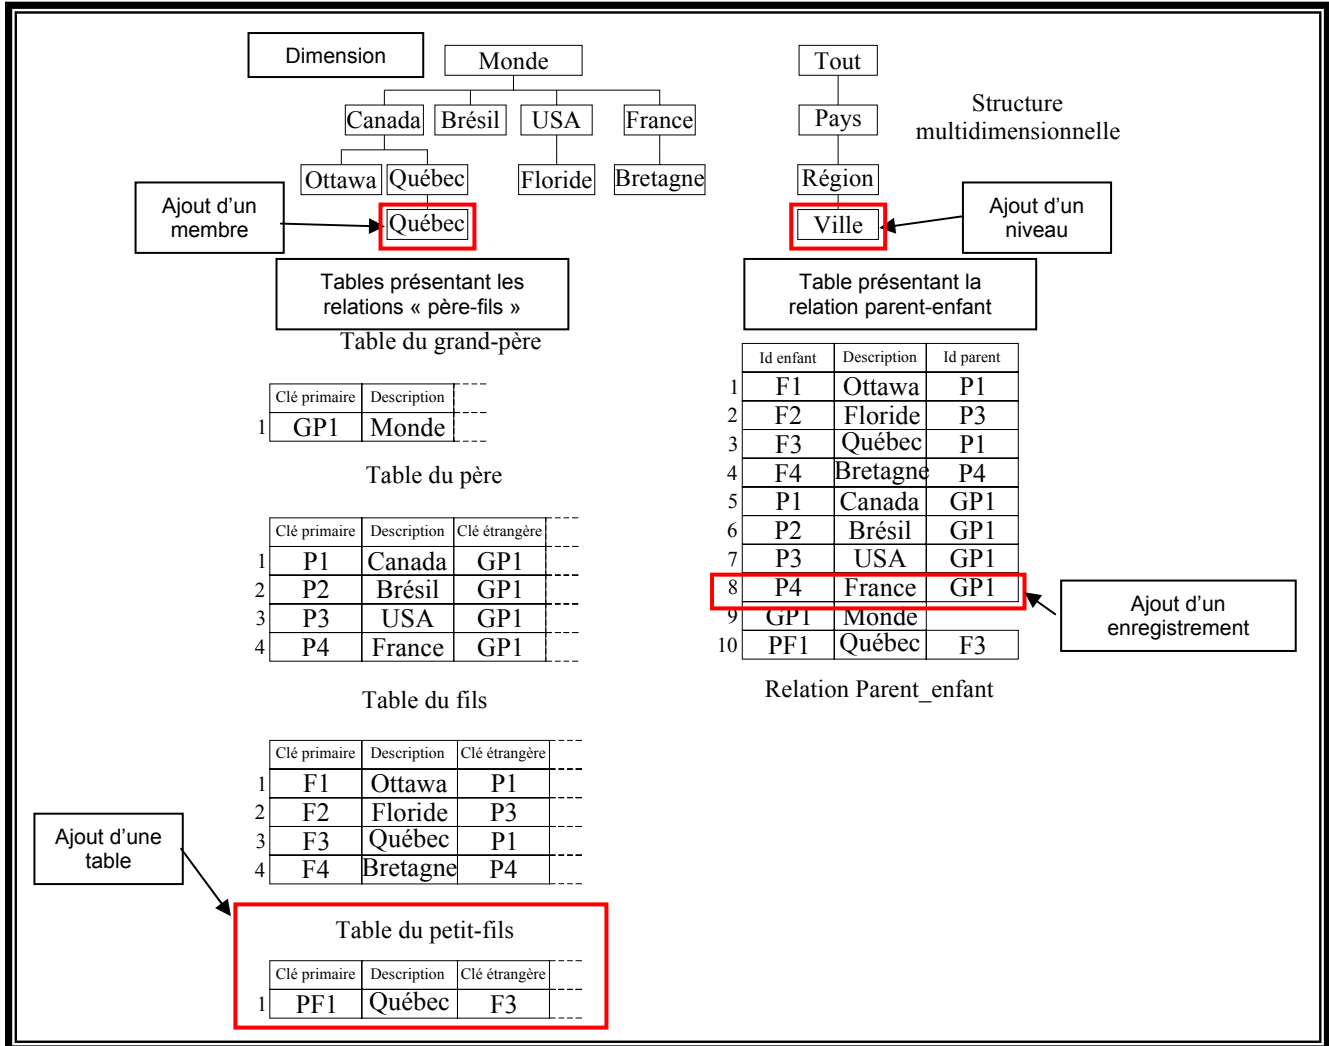 Dimension
Monde
Tout
Canada Brésil USA France
Pays
Structure
multidimensionnelle
Ottawa Québec Floride Bretagne
Région
Ajout d'un
membre
Québec
Ville
Ajout d'un
niveau
Tables présentant les
relations « père-fils »
Table présentant la
relation parent-enfant
Table du grand-père
Clé primaire Description
1 GP1 Monde
Table du père
Clé primaire Description Clé étrangère
1 P1 Canada GP1
2 P2 Brésil GP1
3 P3 USA GP1
4 P4 France GP1
Table du fils
Clé primaire Description Clé étrangère
1 F1 Ottawa P1
2 F2 Floride P3
3 F3 Québec P1
4 F4 Bretagne P4
Ajout d'une
table
Table du petit-fils
Clé primaire Description Clé étrangère
1 PF1 Québec F3
Id enfant Description Id parent
1 F1 Ottawa P1
2 F2 Floride P3
3 F3 Québec P1
4 F4 Bretagne P4
5 P1 Canada GP1
6 P2 Brésil GP1
7 P3 USA GP1
8 P4 France GP1
9 GP1 Monde
10 PF1 Québec F3
Ajout d'un
enregistrement
Relation Parent_enfant